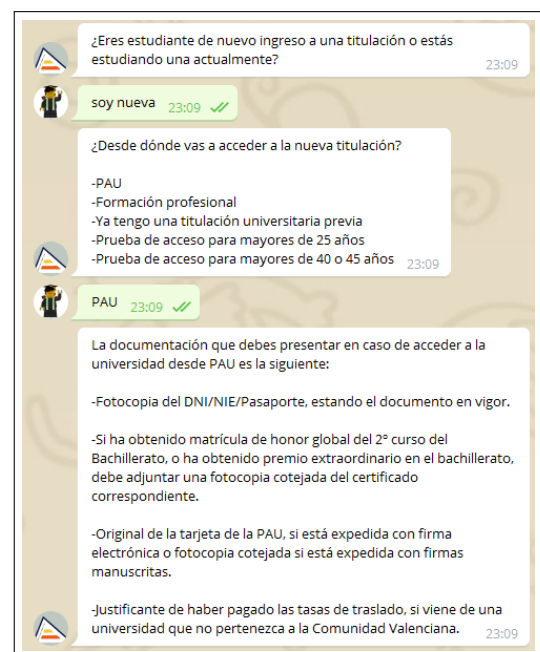 ¿Eres estudiante de nuevo ingreso a una titulación o estás
estudiando una actualmente?
23:09
soy nueva 23:09
¿Desde dónde vas a acceder a la nueva titulación?
-PAU
-Formación profesional
-Ya tengo una titulación universitaria previa
-Prueba de acceso para mayores de 25 años
-Prueba de acceso para mayores de 40 o 45 años 23:09
PAU 23:09
La documentación que debes presentar en caso de acceder a la
universidad desde PAU es la siguiente:
-Fotocopia del DNI/NIE/Pasaporte, estando el documento en vigor.
-Si ha obtenido matrícula de honor global del 2º curso del
Bachillerato, o ha obtenido premio extraordinario en el bachillerato,
debe adjuntar una fotocopia cotejada del certificado
correspondiente.
-Original de la tarjeta de la PAU, si está expedida con firma
electrónica o fotocopia cotejada si está expedida con firmas
manuscritas.
-Justificante de haber pagado las tasas de traslado, si viene de una
universidad que no pertenezca a la Comunidad Valenciana. 23:09